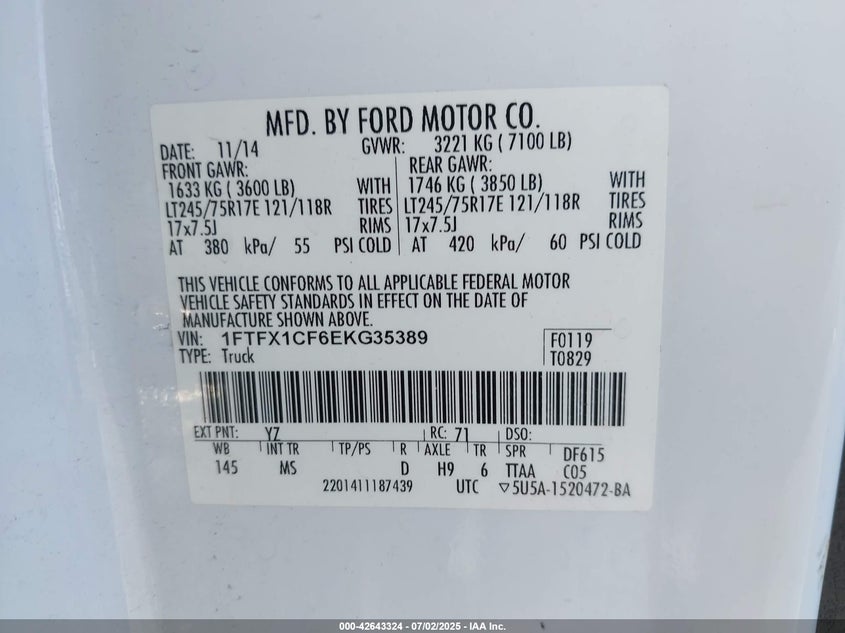 MFD. BY FORD MOTOR CO.
DATE: 11/14 GVWR: 3221 KG ( 7100 LB)
FRONT GAWR: REAR GAWR:
1633 KG ( 3600 LB) WITH 1746 KG ( 3850 LB) WITH
LT245/75R17E 121/118R TIRES LT245/75R17E 121/118R TIRES
17x7.5J RIMS 17x7.5J RIMS
AT 380 kPa/ 55 PSI COLD AT 420 kPa/ 60 PSI COLD
THIS VEHICLE CONFORMS TO ALL APPLICABLE FEDERAL MOTOR
VEHICLE SAFETY STANDARDS IN EFFECT ON THE DATE OF
MANUFACTURE SHOWN ABOVE.
VIN: 1FTFX1CF6EKG35389 F0119
TYPE: Truck T0829
EXT PNT: YZ RC: 71 DSO:
WB INT TR TP/PS R AXLE TR SPR DF615
145 MS D H9 6 TTAA C05
2201411187439 UTC ▽5U5A-1520472-BA
000-42643324 | 07/02/2025 - IAA Inc.